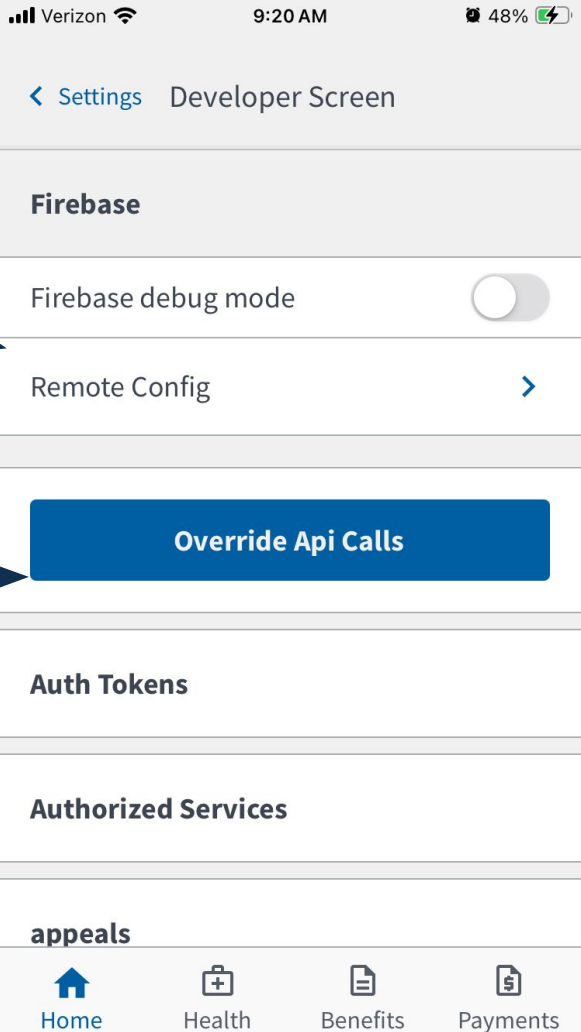 Verizon 9:20 AM 48%
Settings Developer Screen
Firebase
Firebase debug mode
Remote Config
Override Api Calls
Auth Tokens
Authorized Services
appeals
Home Health Benefits Payments